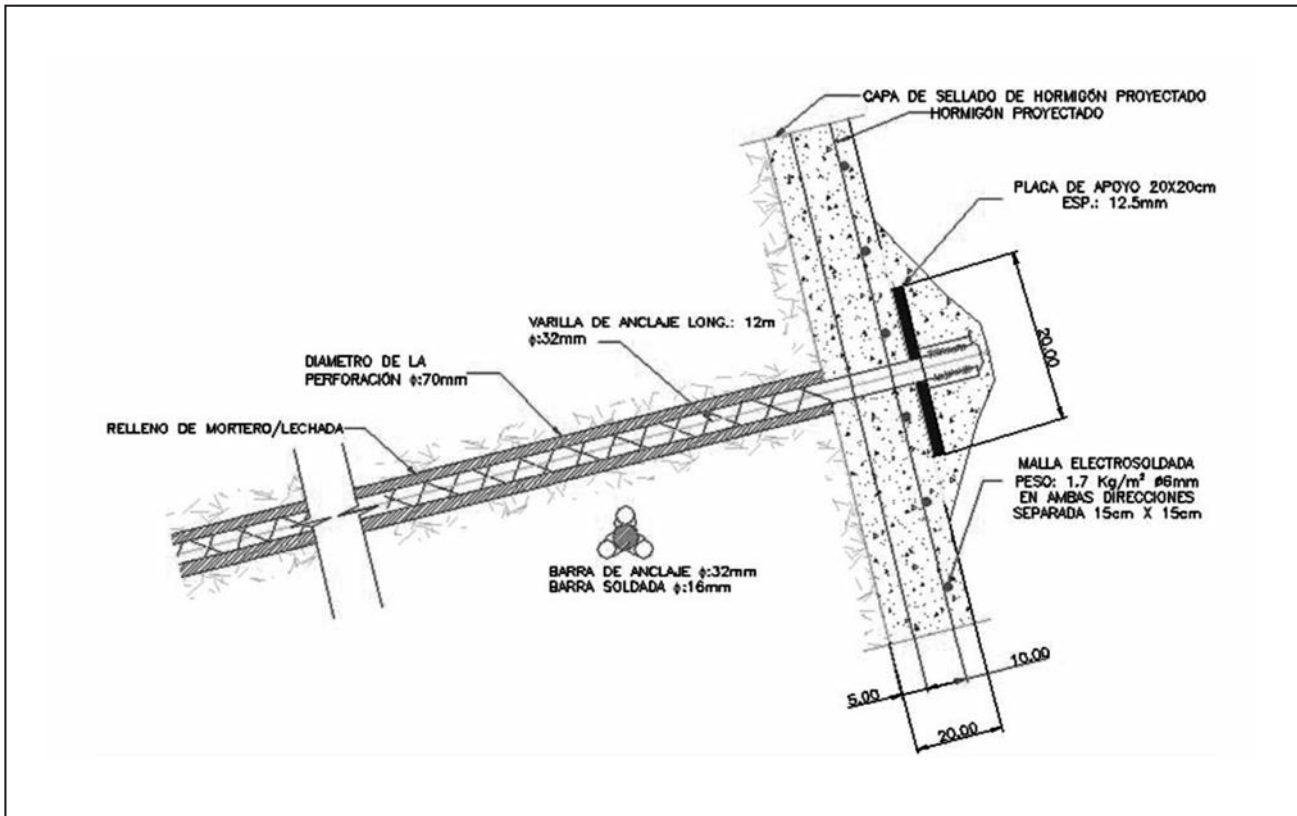 CAPA DE SELLADO DE HORMIGÓN PROYECTADO
HORMIGÓN PROYECTADO
PLACA DE APOYO 20X20cm
ESP.: 12.5mm
20.00
VARILLA DE ANCLAJE LONG.: 12m
ϕ:32mm
DIAMETRO DE LA
PERFORACIÓN ϕ:70mm
RELLENO DE MORTERO/LECHADA
MALLA ELECTROSOLDADA
PESO: 1.7 Kg/m² ø6mm
EN AMBAS DIRECCIONES
SEPARADA 15cm X 15cm
BARRA DE ANCLAJE ϕ:32mm
BARRA SOLDADA ϕ:16mm
10.00
5.00
20.00